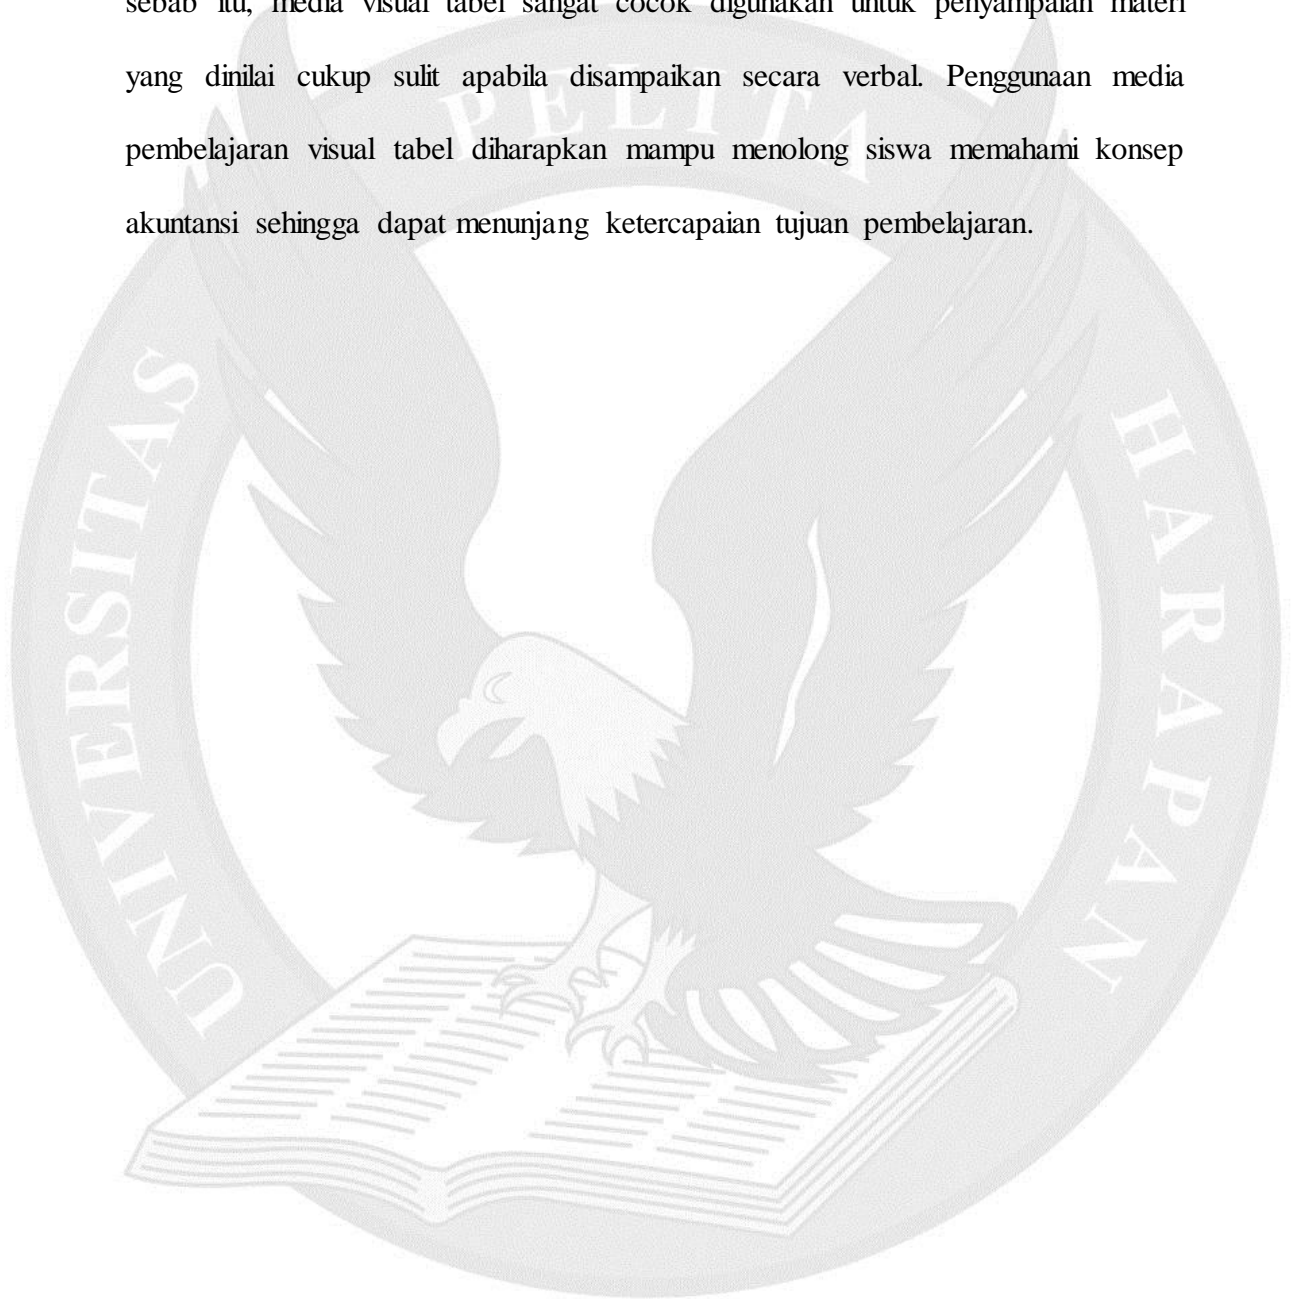 sebab itu, media visual tabel sangat cocok digunakan untuk penyampaian materi
yang dinilai cukup sulit apabila disampaikan secara verbal. Penggunaan media
pembelajaran visual tabel diharapkan mampu menolong siswa memahami konsep
akuntansi sehingga dapat menunjang ketercapaian tujuan pembelajaran.
UNIVERSITAS
PELITA
HARAPAN